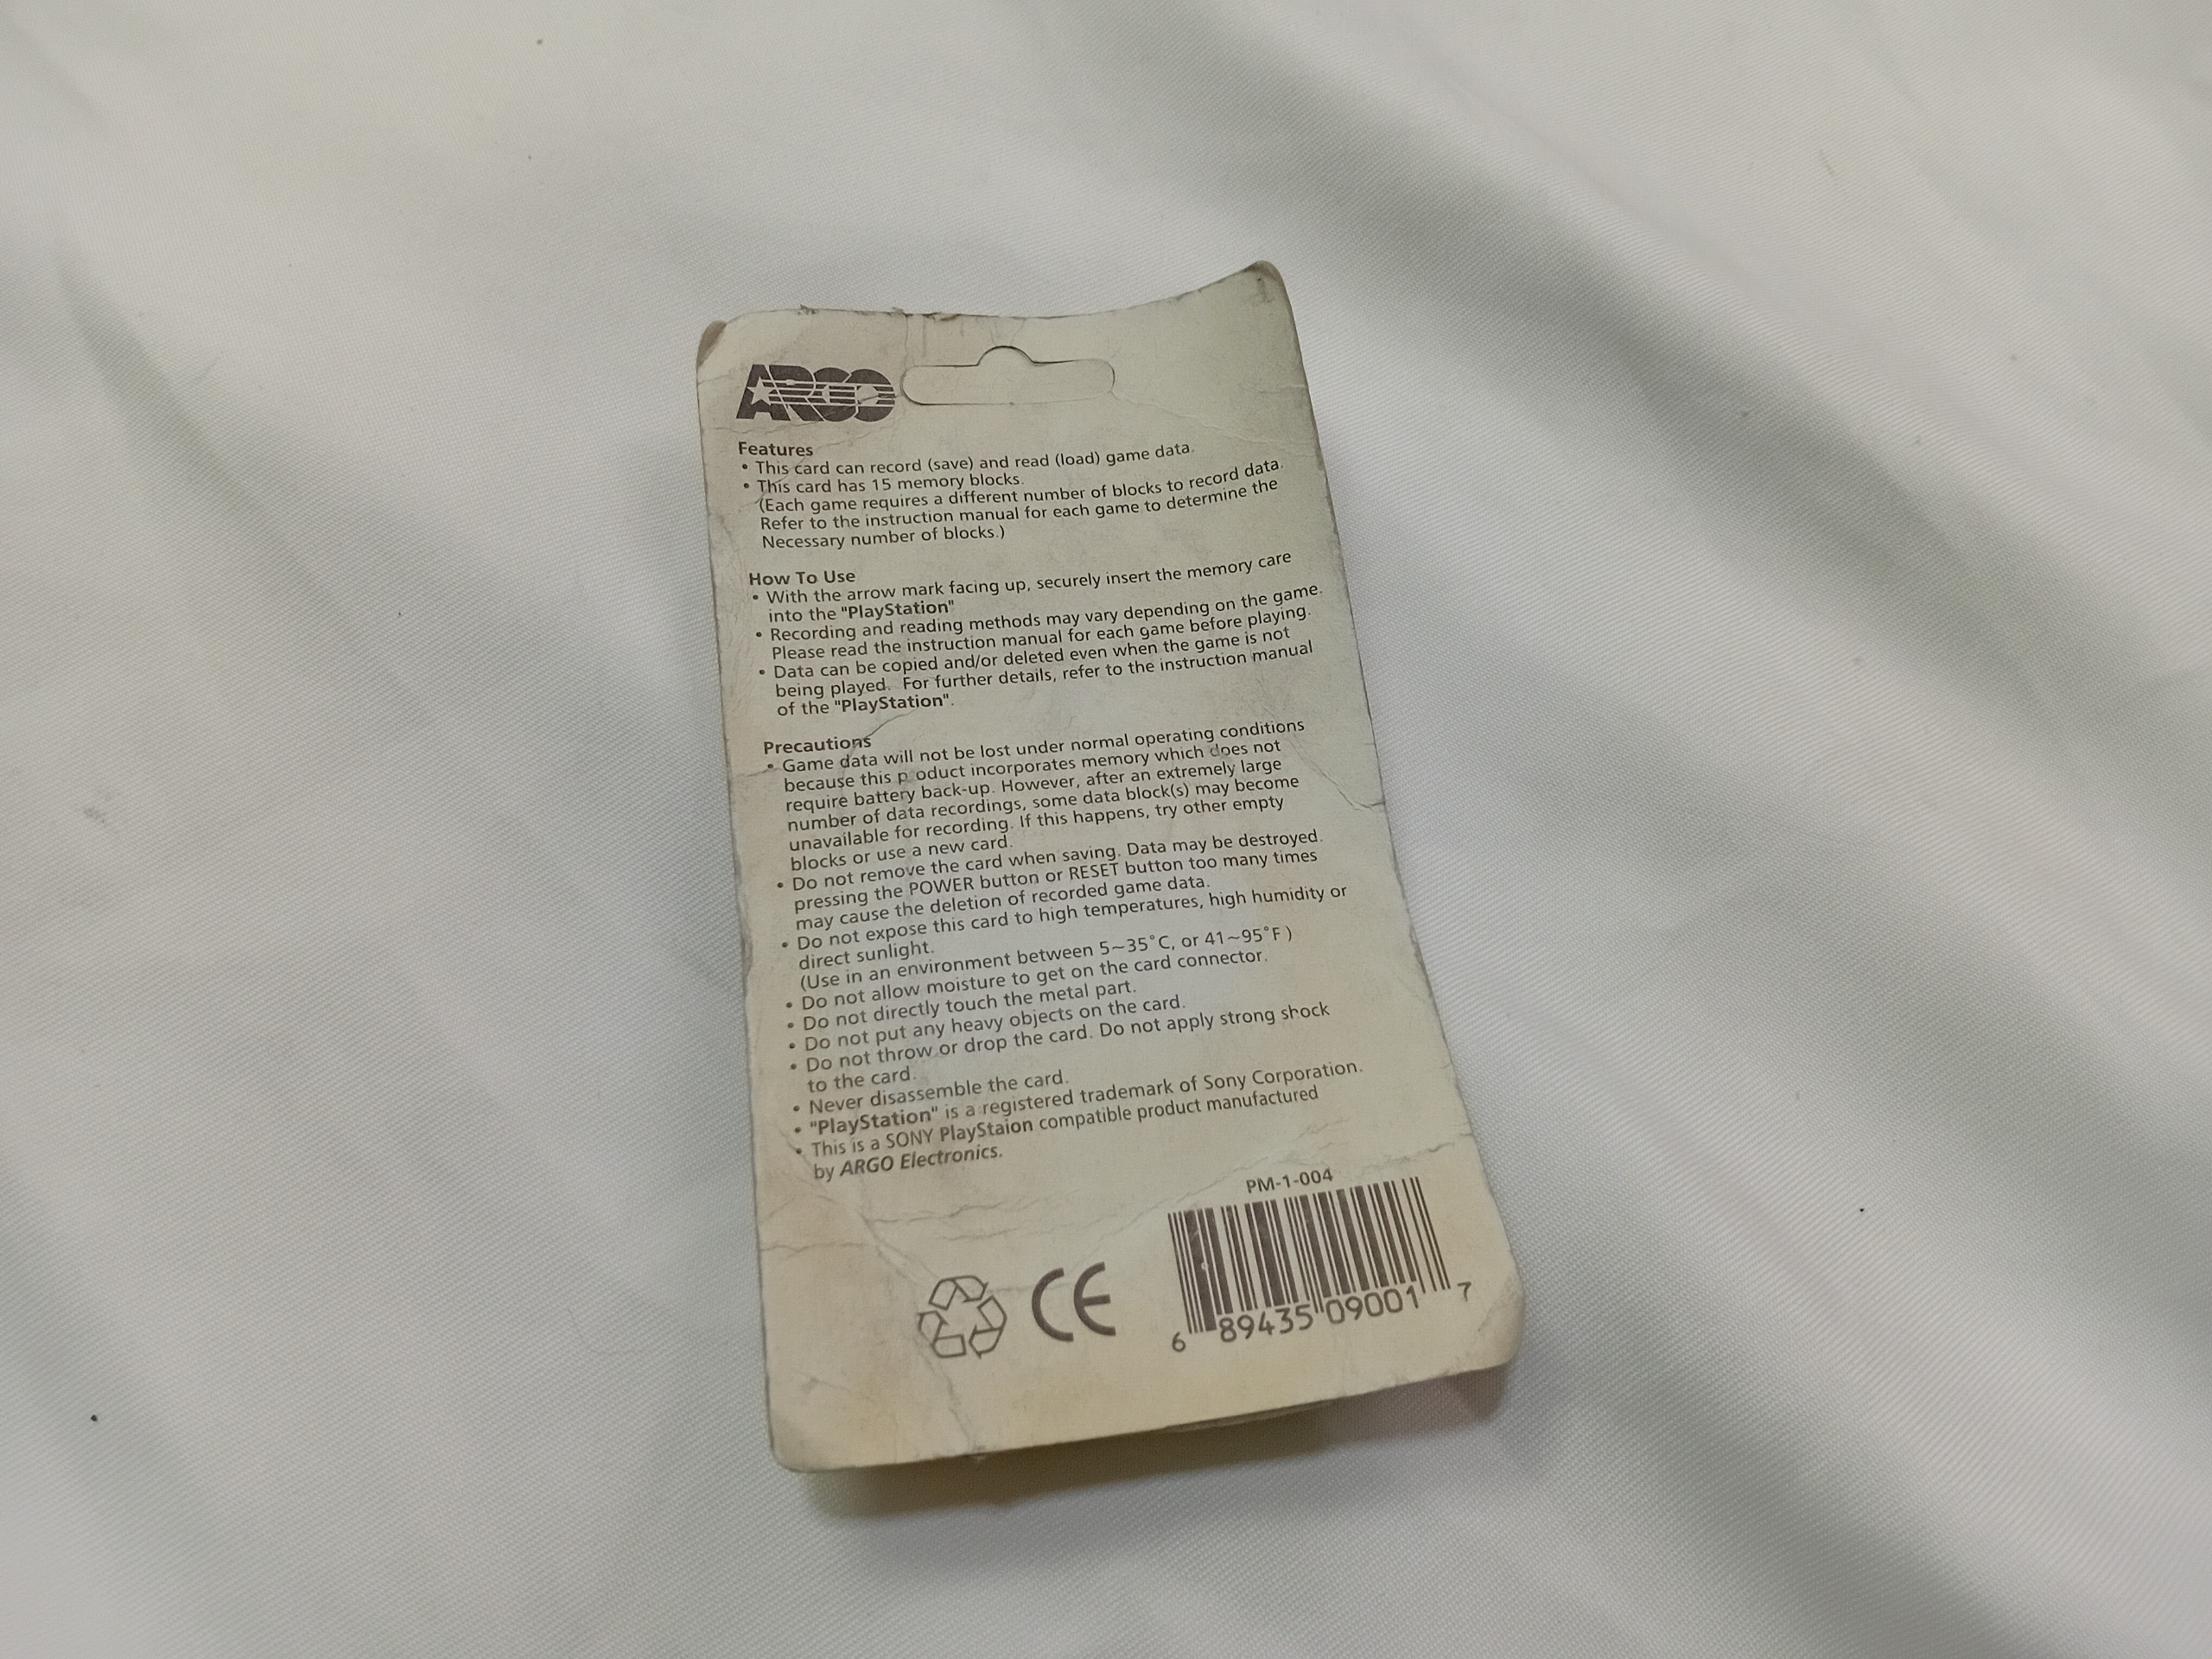 ARGO
Features
• This card can record (save) and read (load) game data.
• This card has 15 memory blocks.
(Each game requires a different number of blocks to record data.
Refer to the instruction manual for each game to determine the
Necessary number of blocks.)
How To Use
• With the arrow mark facing up, securely insert the memory care
into the "PlayStation"
• Recording and reading methods may vary depending on the game.
Please read the instruction manual for each game before playing.
• Data can be copied and/or deleted even when the game is not
being played. For further details, refer to the instruction manual
of the "PlayStation".
Precautions
• Game data will not be lost under normal operating conditions
because this product incorporates memory which does not
require battery back-up. However, after an extremely large
number of data recordings, some data block(s) may become
unavailable for recording. If this happens, try other empty
blocks or use a new card.
• Do not remove the card when saving. Data may be destroyed.
pressing the POWER button or RESET button too many times
may cause the deletion of recorded game data.
• Do not expose this card to high temperatures, high humidity or
direct sunlight.
(Use in an environment between 5~35°C, or 41~95°F )
• Do not allow moisture to get on the card connector.
• Do not directly touch the metal part.
• Do not put any heavy objects on the card.
• Do not throw or drop the card. Do not apply strong shock
to the card.
• Never disassemble the card.
• "PlayStation" is a registered trademark of Sony Corporation.
• This is a SONY PlayStaion compatible product manufactured
by ARGO Electronics.
PM-1-004
CE
6 89435 09001 7